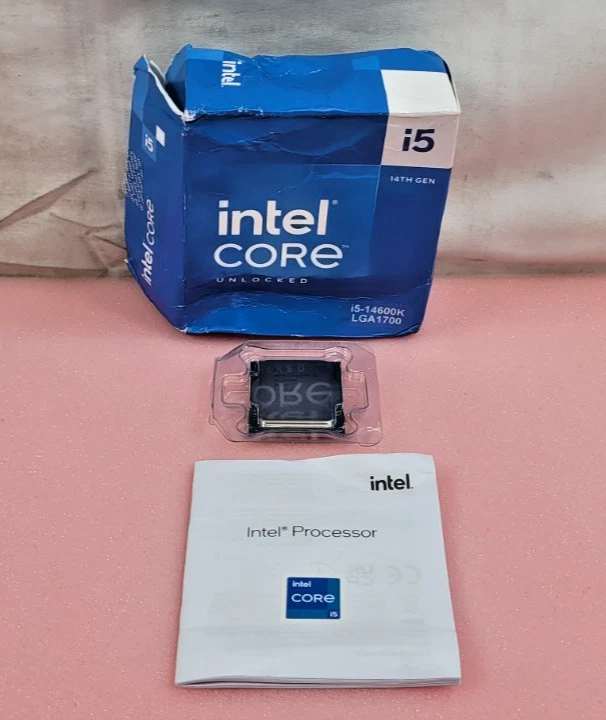 intel
i5
i5
14TH GEN
intel®
CORE™
UNLOCKED
intel CORE
i5-14600K
LGA1700
CORE
intel
Intel® Processor
intel
CORE
i5